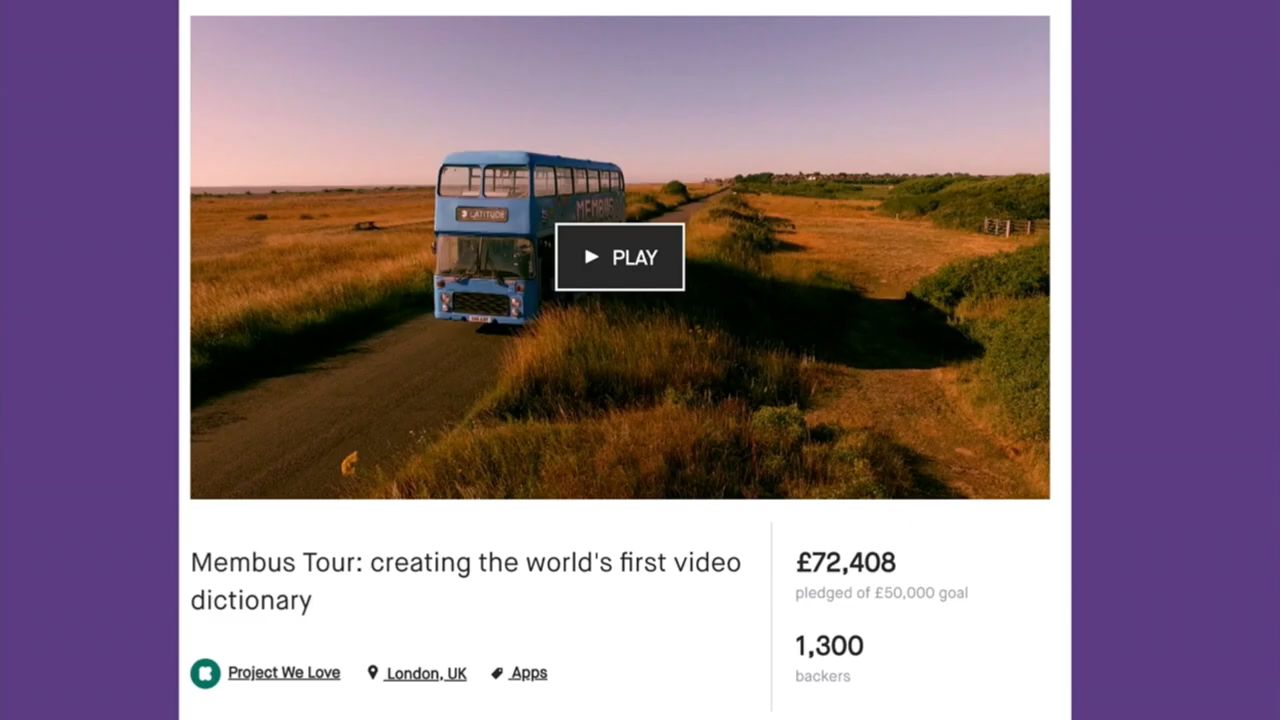 LATITUDE
MEMBUS
PLAY
Membus Tour: creating the world's first video
dictionary
£72,408
pledged of £50,000 goal
1,300
backers
Project We Love
London, UK
Apps